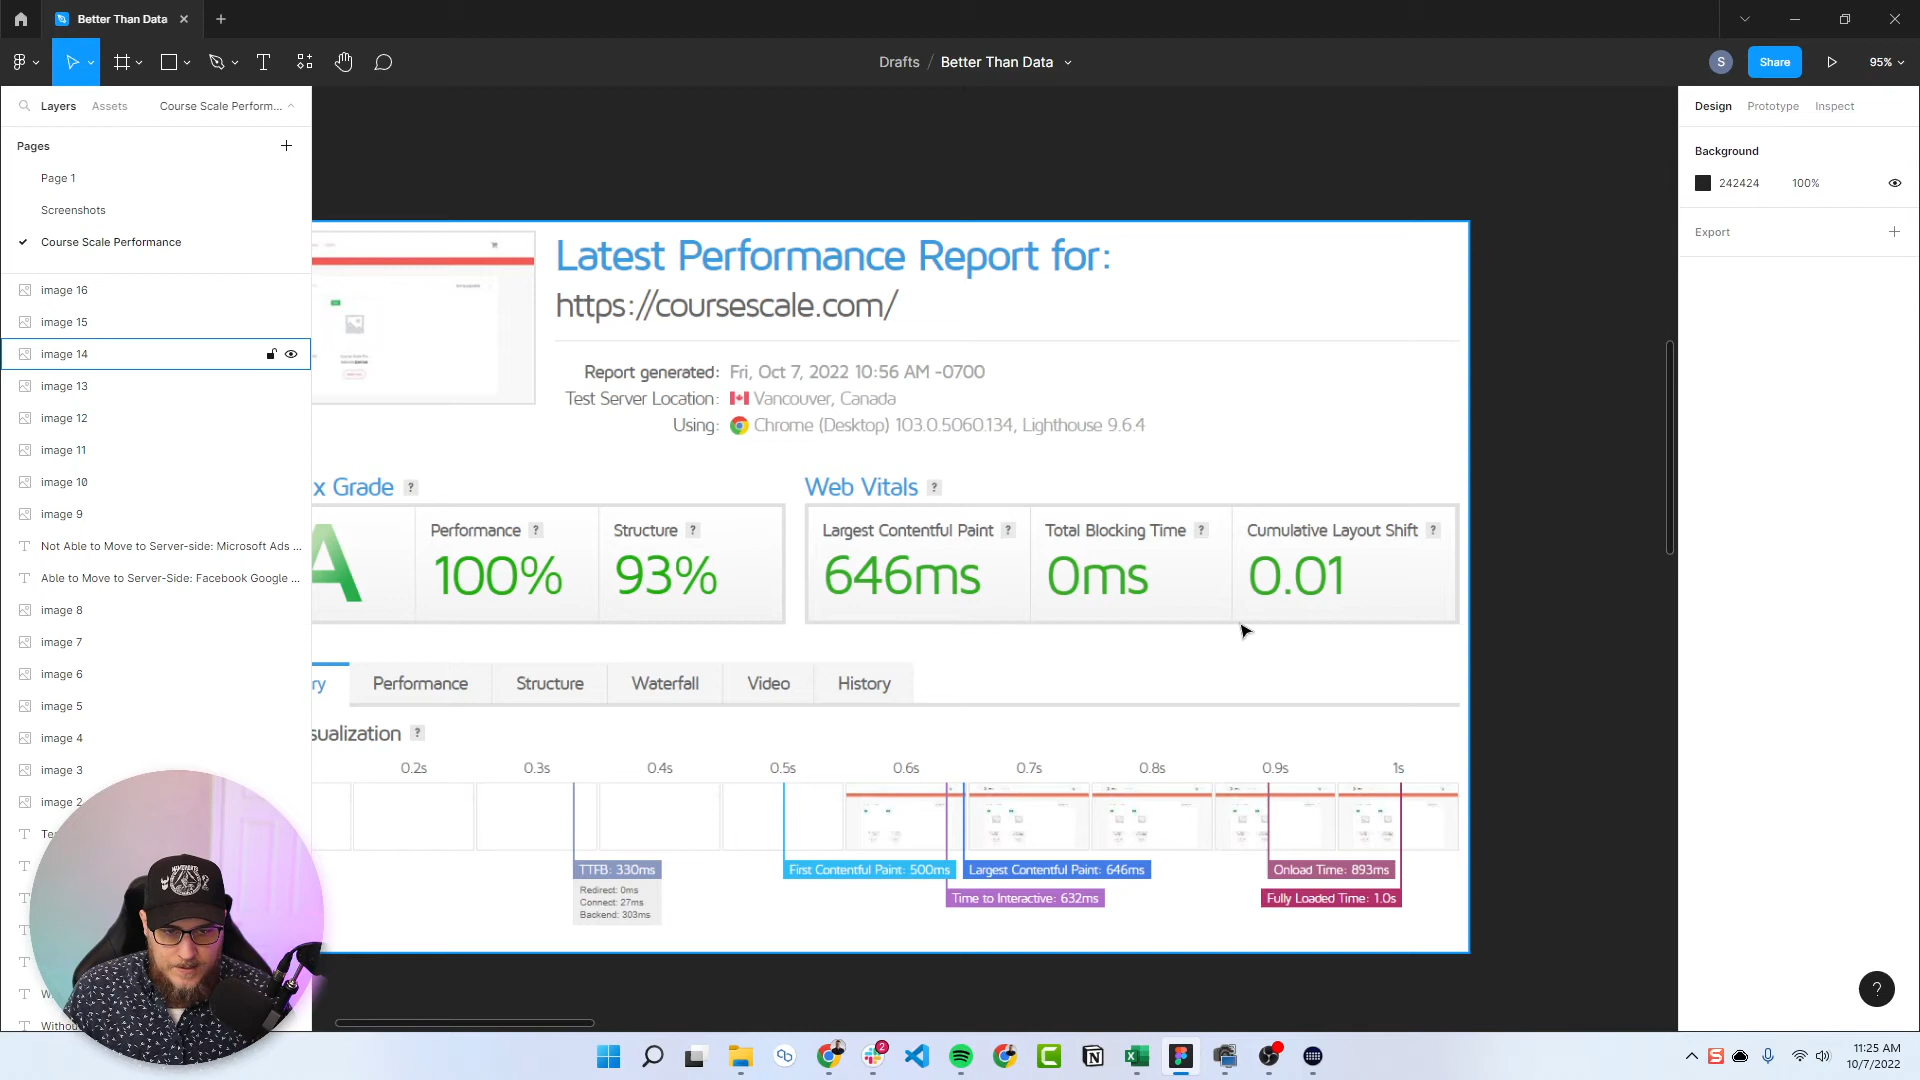 Better Than Data
Drafts / Better Than Data
S
Share
95%
Layers
Assets
Course Scale Perform...
Design
Prototype
Inspect
Pages
Page 1
Screenshots
Course Scale Performance
Background
242424
100%
Export
image 16
image 15
image 14
image 13
image 12
image 11
image 10
image 9
Not Able to Move to Server-side: Microsoft Ads ...
Able to Move to Server-Side: Facebook Google ...
image 8
image 7
image 6
image 5
image 4
image 3
image 2
Te
W
Withou
Latest Performance Report for:
https://coursescale.com/
Report generated: Fri, Oct 7, 2022 10:56 AM -0700
Test Server Location: Vancouver, Canada
Using: Chrome (Desktop) 103.0.5060.134, Lighthouse 9.6.4
x Grade ?
Web Vitals ?
A
Performance ?
100%
Structure ?
93%
Largest Contentful Paint ?
646ms
Total Blocking Time ?
0ms
Cumulative Layout Shift ?
0.01
ry
Performance
Structure
Waterfall
Video
History
sualization ?
0.2s
0.3s
0.4s
0.5s
0.6s
0.7s
0.8s
0.9s
1s
TTFB: 330ms
Redirect: 0ms
Connect: 27ms
Backend: 303ms
First Contentful Paint: 500ms
Largest Contentful Paint: 646ms
Time to Interactive: 632ms
Onload Time: 893ms
Fully Loaded Time: 1.0s
?
2
11:25 AM
10/7/2022